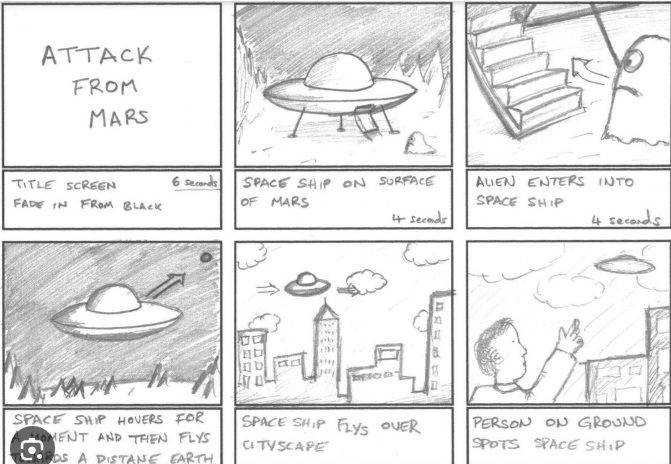 ATTACK
FROM
MARS
TITLE SCREEN 6 seconds
FADE IN FROM BLACK
SPACE SHIP ON SURFACE
OF MARS
4 seconds
ALIEN ENTERS INTO
SPACE SHIP
4 seconds
SPACE SHIP HOVERS FOR
MOMENT AND THEN FLYS
A DISTANE EARTH
SPACE SHIP FLYS OVER
CITYSCAPE
PERSON ON GROUND
SPOTS SPACE SHIP